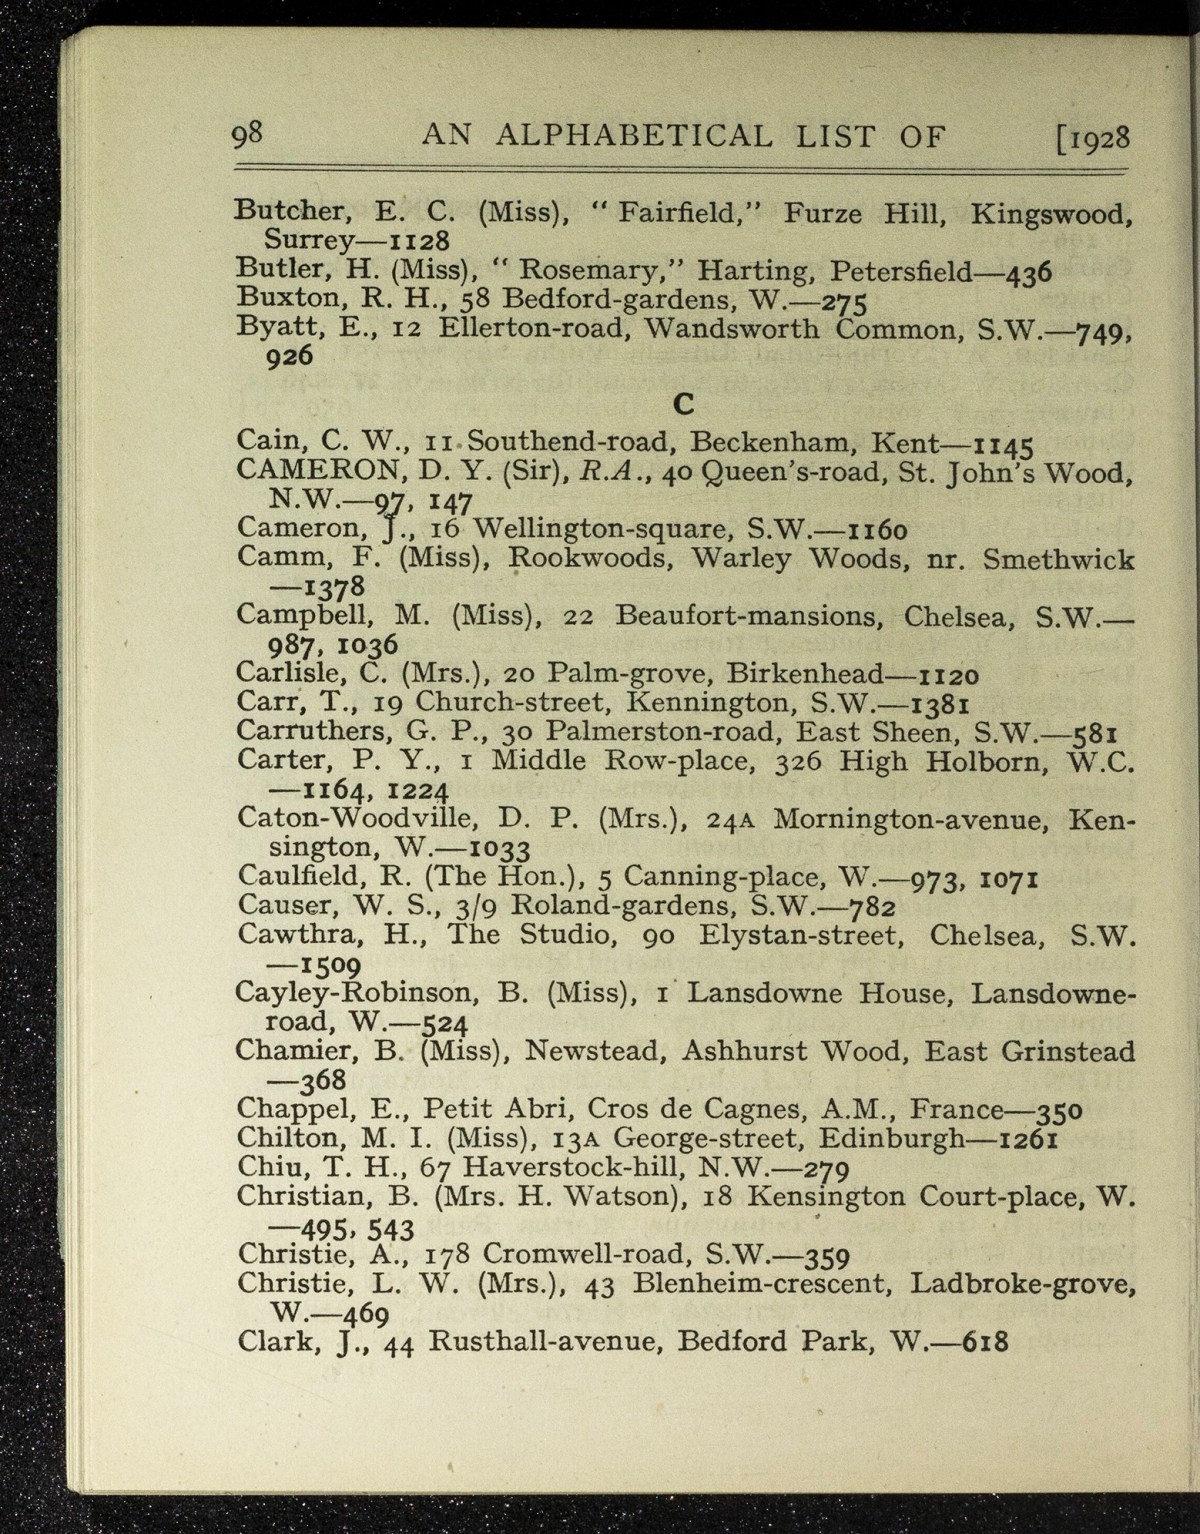 98 AN ALPHABETICAL LIST OF [1928
Butcher, E. C. (Miss), “ Fairfield,” Furze Hill, Kingswood,
Surrey—1128
Butler, H. (Miss), “ Rosemary,” Harting, Petersfield—436
Buxton, R. H., 58 Bedford-gardens, W.—275
Byatt, E., 12 Ellerton-road, Wandsworth Common, S.W.—749,
926
C
Cain, C. W., 11 Southend-road, Beckenham, Kent—1145
CAMERON, D. Y. (Sir), R.A., 40 Queen’s-road, St. John’s Wood,
N.W.—97, 147
Cameron, J., 16 Wellington-square, S.W.—1160
Camm, F. (Miss), Rookwoods, Warley Woods, nr. Smethwick
—1378
Campbell, M. (Miss), 22 Beaufort-mansions, Chelsea, S.W.—
987, 1036
Carlisle, C. (Mrs.), 20 Palm-grove, Birkenhead—1120
Carr, T., 19 Church-street, Kennington, S.W.—1381
Carruthers, G. P., 30 Palmerston-road, East Sheen, S.W.—581
Carter, P. Y., 1 Middle Row-place, 326 High Holborn, W.C.
—1164, 1224
Caton-Woodville, D. P. (Mrs.), 24A Mornington-avenue, Ken-
sington, W.—1033
Caulfield, R. (The Hon.), 5 Canning-place, W.—973, 1071
Causer, W. S., 3/9 Roland-gardens, S.W.—782
Cawthra, H., The Studio, 90 Elystan-street, Chelsea, S.W.
—1509
Cayley-Robinson, B. (Miss), 1 Lansdowne House, Lansdowne-
road, W.—524
Chamier, B. (Miss), Newstead, Ashhurst Wood, East Grinstead
—368
Chappel, E., Petit Abri, Cros de Cagnes, A.M., France—350
Chilton, M. I. (Miss), 13A George-street, Edinburgh—1261
Chiu, T. H., 67 Haverstock-hill, N.W.—279
Christian, B. (Mrs. H. Watson), 18 Kensington Court-place, W.
—495, 543
Christie, A., 178 Cromwell-road, S.W.—359
Christie, L. W. (Mrs.), 43 Blenheim-crescent, Ladbroke-grove,
W.—469
Clark, J., 44 Rusthall-avenue, Bedford Park, W.—618